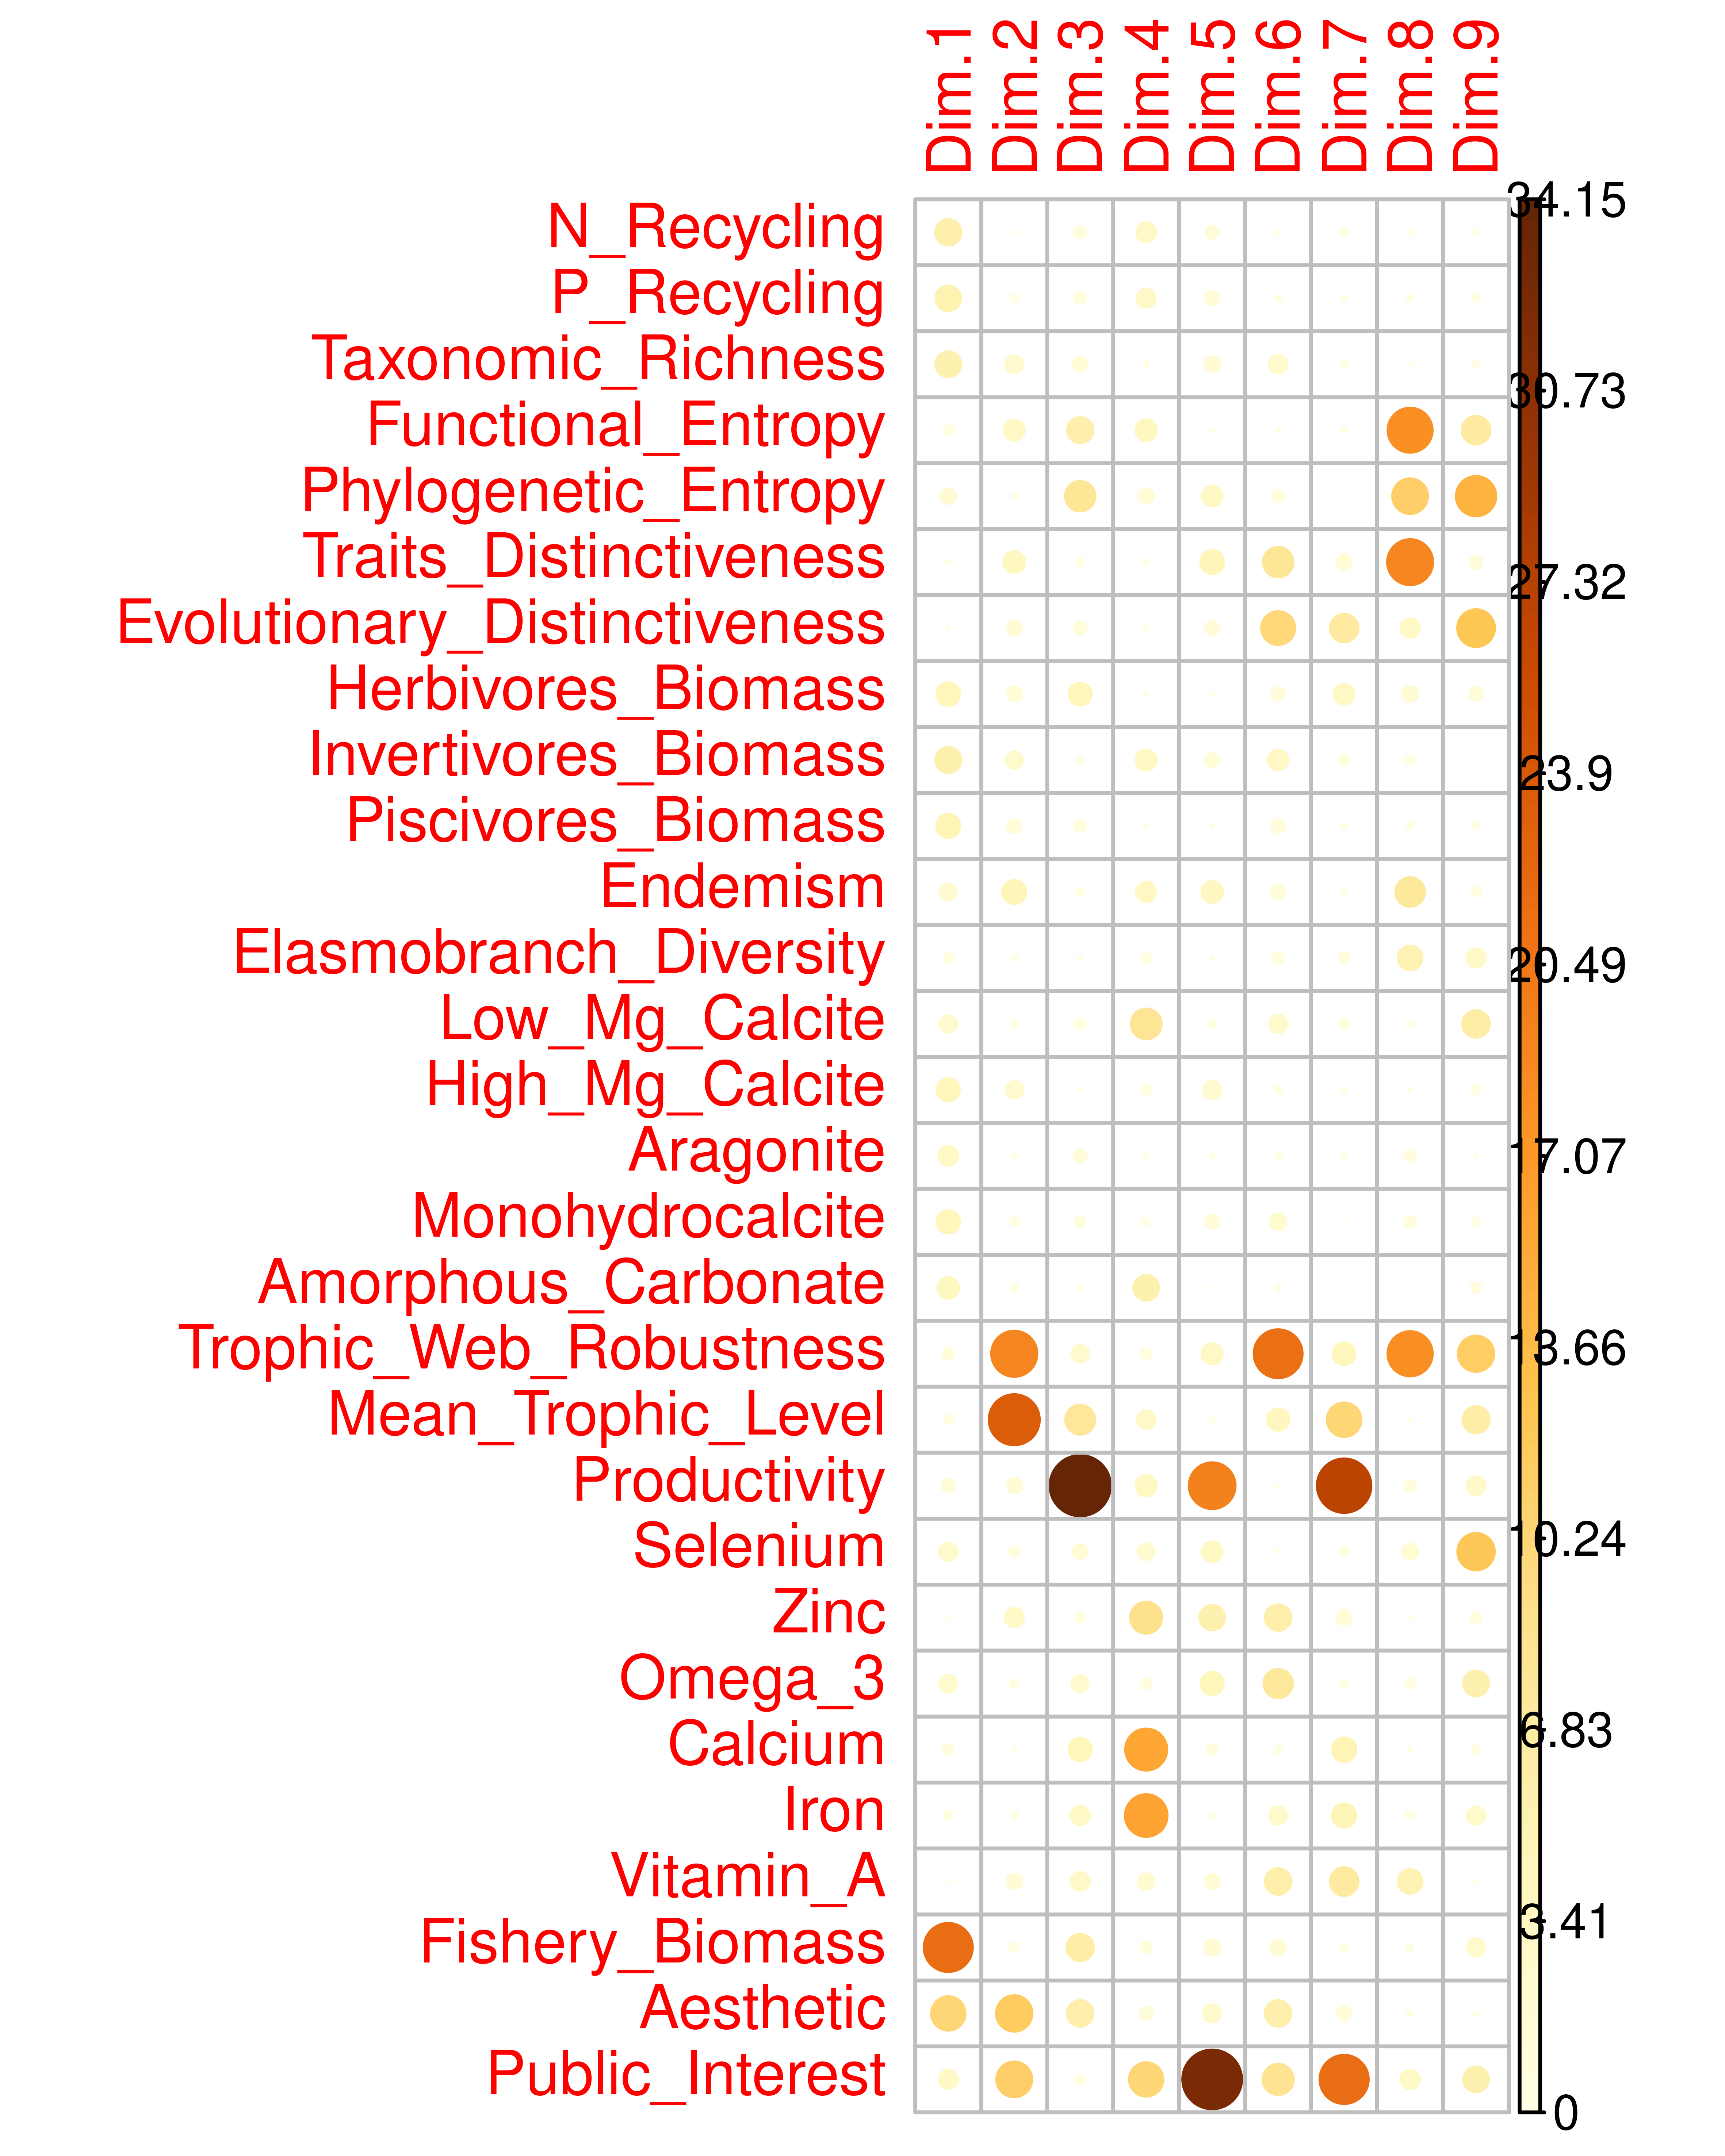 Dim.1 Dim.2 Dim.3 Dim.4 Dim.5 Dim.6 Dim.7 Dim.8 Dim.9
N_Recycling
P_Recycling
Taxonomic_Richness
Functional_Entropy
Phylogenetic_Entropy
Traits_Distinctiveness
Evolutionary_Distinctiveness
Herbivores_Biomass
Invertivores_Biomass
Piscivores_Biomass
Endemism
Elasmobranch_Diversity
Low_Mg_Calcite
High_Mg_Calcite
Aragonite
Monohydrocalcite
Amorphous_Carbonate
Trophic_Web_Robustness
Mean_Trophic_Level
Productivity
Selenium
Zinc
Omega_3
Calcium
Iron
Vitamin_A
Fishery_Biomass
Aesthetic
Public_Interest
34.15
30.73
27.32
23.9
20.49
17.07
13.66
10.24
6.83
3.41
0